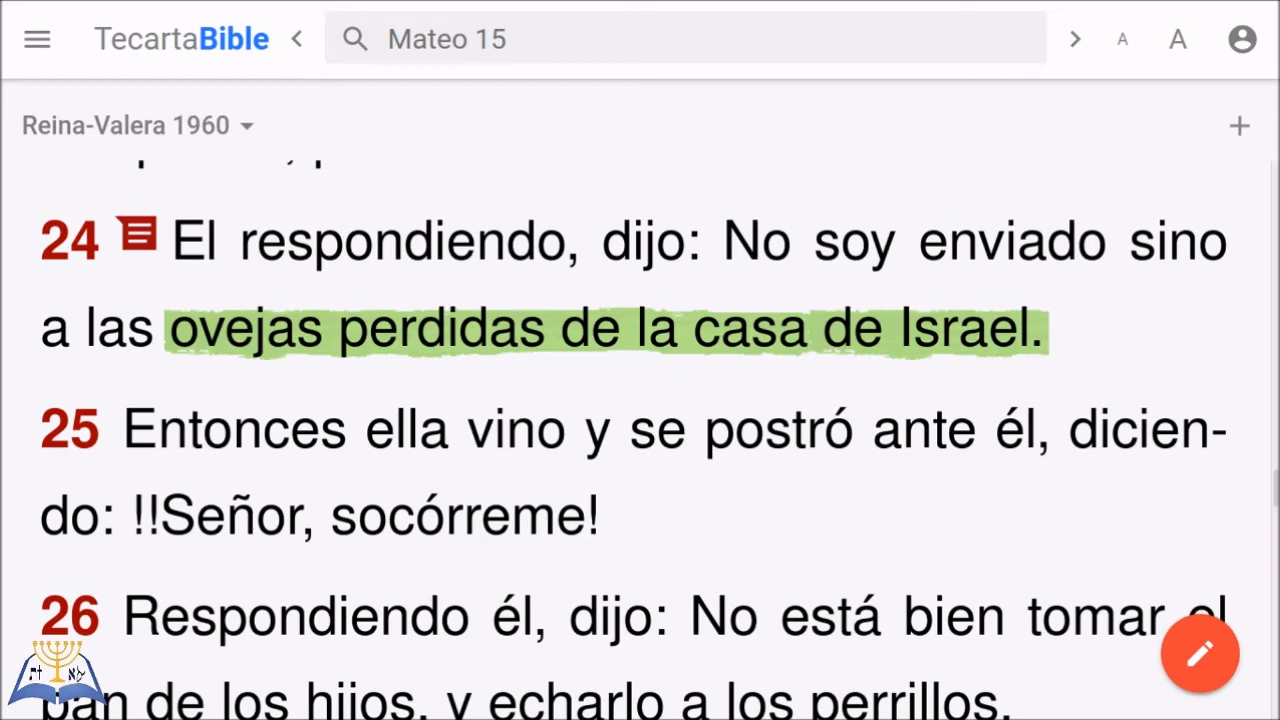 TecartaBible
Mateo 15
A A
Reina-Valera 1960
24 El respondiendo, dijo: No soy enviado sino
a las ovejas perdidas de la casa de Israel.
25 Entonces ella vino y se postró ante él, dicien-
do: !!Señor, socórreme!
26 Respondiendo él, dijo: No está bien tomar el
pan de los hijos, y echarlo a los perrillos.